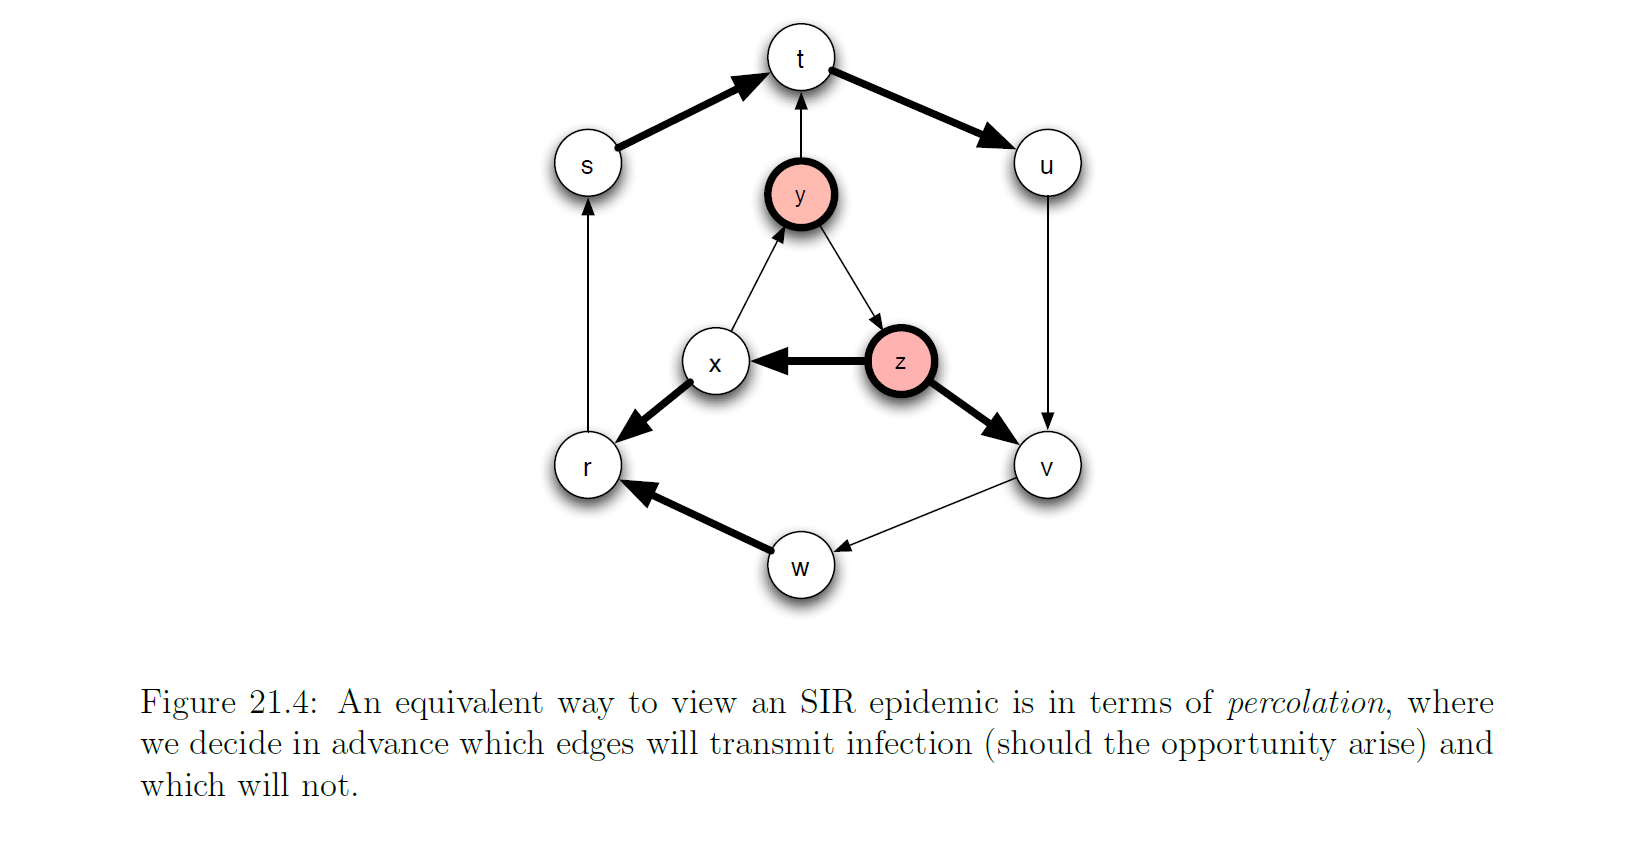 t
s
u
y
x
z
r
v
w
Figure 21.4: An equivalent way to view an SIR epidemic is in terms of percolation, where
we decide in advance which edges will transmit infection (should the opportunity arise) and
which will not.